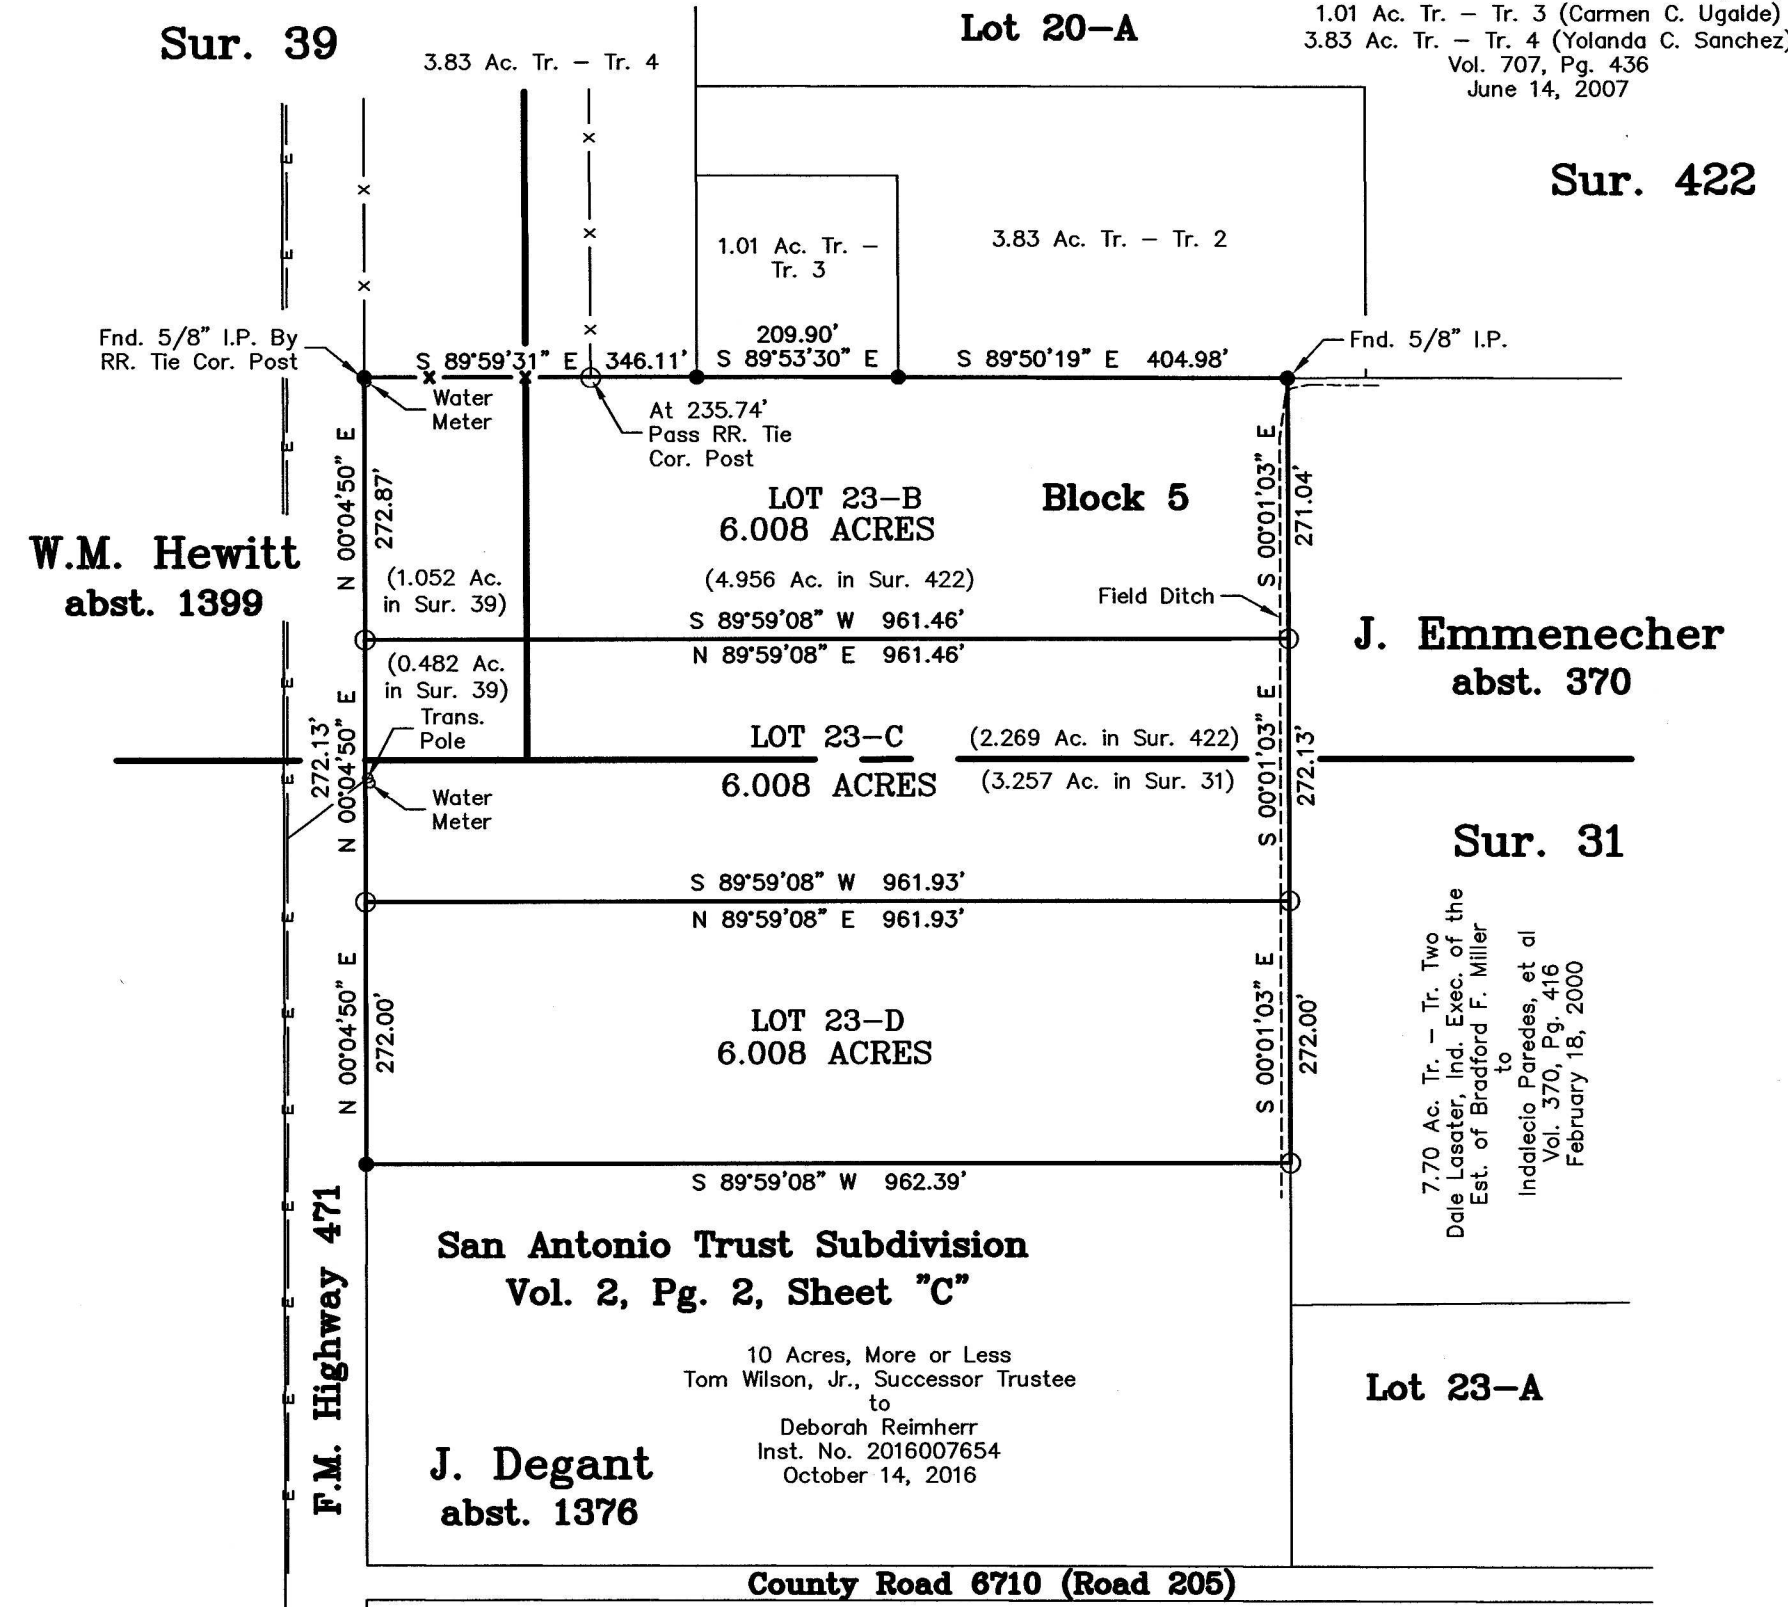 Sur. 39
3.83 Ac. Tr. – Tr. 4
Lot 20–A
1.01 Ac. Tr. – Tr. 3 (Carmen C. Ugalde)
3.83 Ac. Tr. – Tr. 4 (Yolanda C. Sanchez)
Vol. 707, Pg. 436
June 14, 2007
Sur. 422
1.01 Ac. Tr. –
Tr. 3
3.83 Ac. Tr. – Tr. 2
Fnd. 5/8" I.P. By
RR. Tie Cor. Post
S 89°59'31" E 346.11'
209.90'
S 89°53'30" E
S 89°50'19" E 404.98'
Fnd. 5/8" I.P.
Water
Meter
At 235.74'
Pass RR. Tie
Cor. Post
N 00°04'50" E
272.87'
LOT 23–B
6.008 ACRES
Block 5
S 00°01'03" E
271.04'
W.M. Hewitt
abst. 1399
(1.052 Ac.
in Sur. 39)
(4.956 Ac. in Sur. 422)
Field Ditch
S 89°59'08" W 961.46'
N 89°59'08" E 961.46'
J. Emmenecher
abst. 370
(0.482 Ac.
in Sur. 39)
Trans.
Pole
272.13'
N 00°04'50" E
LOT 23–C
6.008 ACRES
(2.269 Ac. in Sur. 422)
(3.257 Ac. in Sur. 31)
S 00°01'03" E
272.13'
Water
Meter
Sur. 31
S 89°59'08" W 961.93'
N 89°59'08" E 961.93'
N 00°04'50" E
272.00'
LOT 23–D
6.008 ACRES
S 00°01'03" E
272.00'
7.70 Ac. Tr. – Tr. Two
Dale Lasater, Ind. Exec. of the
Est. of Bradford F. Miller
to
Indalecio Paredes, et al
Vol. 370, Pg. 416
February 18, 2000
S 89°59'08" W 962.39'
F.M. Highway 471
San Antonio Trust Subdivision
Vol. 2, Pg. 2, Sheet "C"
10 Acres, More or Less
Tom Wilson, Jr., Successor Trustee
to
Deborah Reimherr
Inst. No. 2016007654
October 14, 2016
Lot 23–A
J. Degant
abst. 1376
County Road 6710 (Road 205)